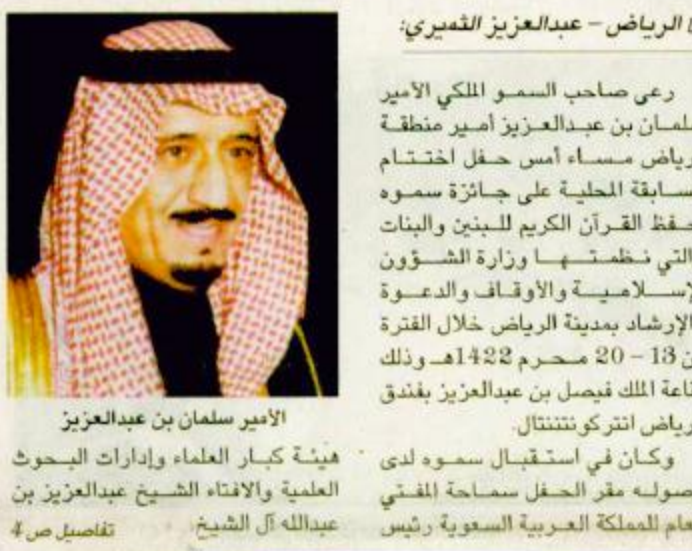 الرياض – عبدالعزيز الثميري:
رعى صاحب السمو الملكي الأمير
سلمان بن عبدالعزيز أمير منطقة
الرياض مساء أمس حفل اختتام
المسابقة المحلية على جائزة سموه
لحفظ القرآن الكريم للبنين والبنات
والتي نظمتها وزارة الشؤون
الإسلامية والأوقاف والدعوة
والإرشاد بمدينة الرياض خلال الفترة
من 13 – 20 محرم 1422هـ وذلك
بقاعة الملك فيصل بن عبدالعزيز بفندق
الرياض انتركونتننتال.
وكان في استقبال سموه لدى
وصوله مقر الحفل سماحة المفتي
العام للمملكة العربية السعوية رئيس
الأمير سلمان بن عبدالعزيز
هيئة كبار العلماء وإدارات البحوث
العلمية والافتاء الشيخ عبدالعزيز بن
عبدالله آل الشيخ.
تفاصيل ص 4